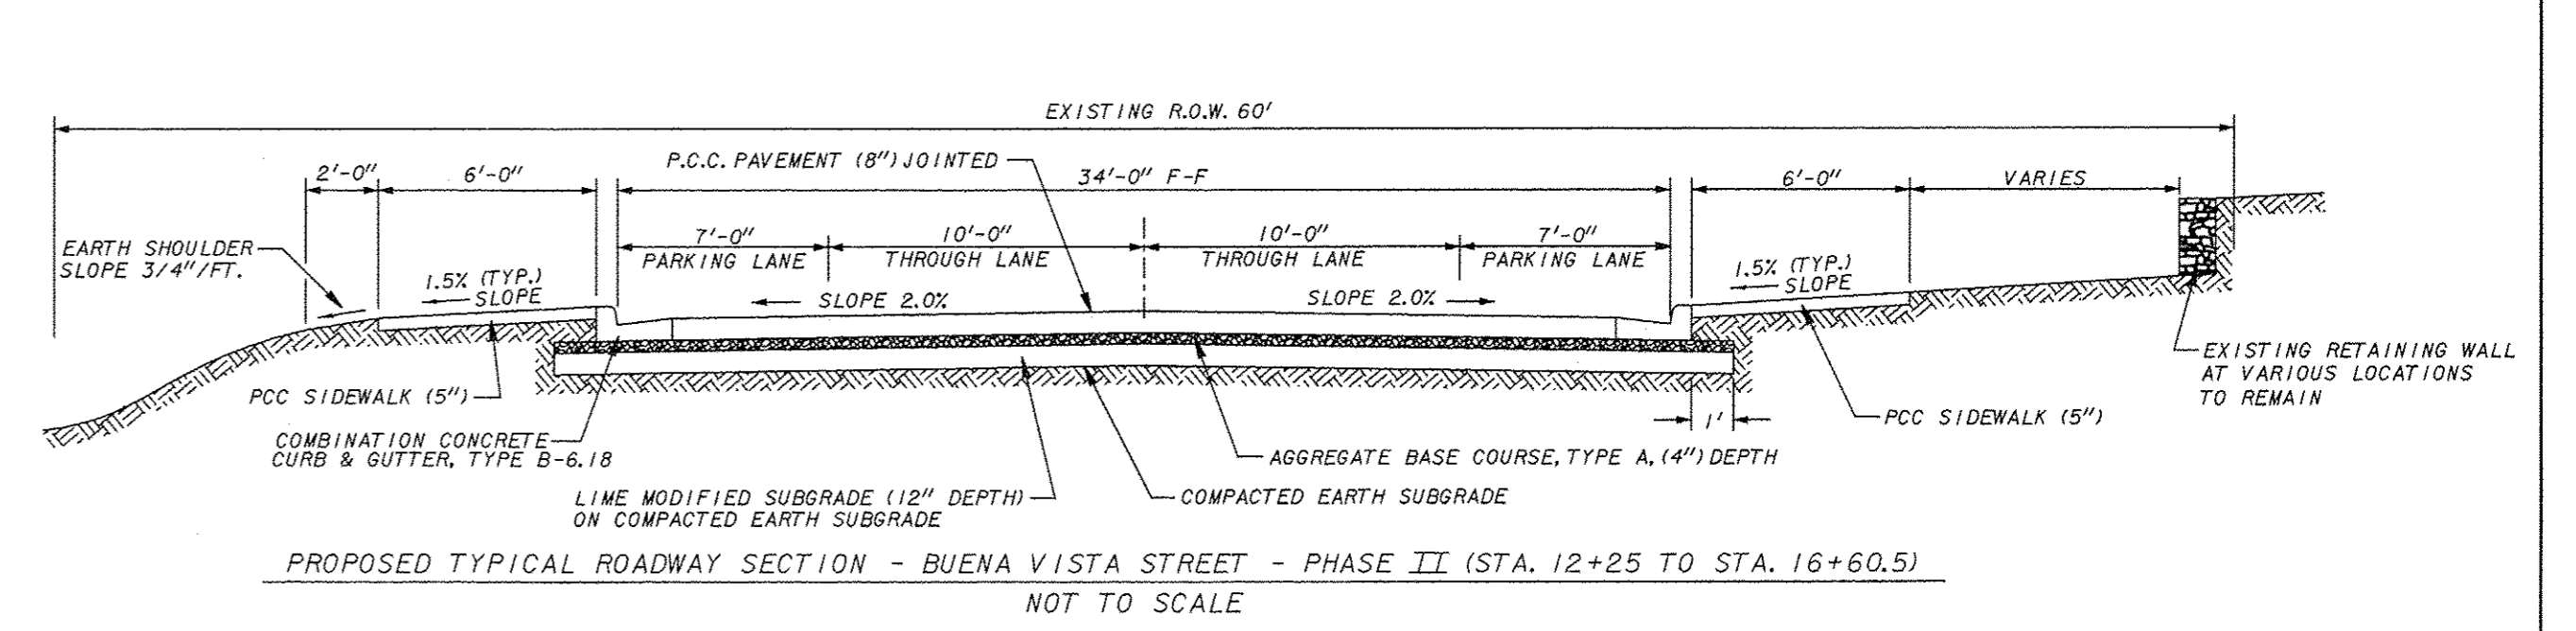 EXISTING R.O.W. 60'
P.C.C. PAVEMENT (8") JOINTED
2'-0"
6'-0"
34'-0" F-F
6'-0"
VARIES
EARTH SHOULDER
SLOPE 3/4"/FT.
7'-0"
PARKING LANE
10'-0"
THROUGH LANE
10'-0"
THROUGH LANE
7'-0"
PARKING LANE
1.5% (TYP.)
SLOPE
SLOPE 2.0%
SLOPE 2.0%
1.5% (TYP.)
SLOPE
EXISTING RETAINING WALL
AT VARIOUS LOCATIONS
TO REMAIN
PCC SIDEWALK (5")
1'
PCC SIDEWALK (5")
COMBINATION CONCRETE
CURB & GUTTER, TYPE B-6.18
AGGREGATE BASE COURSE, TYPE A, (4") DEPTH
LIME MODIFIED SUBGRADE (12" DEPTH)
ON COMPACTED EARTH SUBGRADE
COMPACTED EARTH SUBGRADE
PROPOSED TYPICAL ROADWAY SECTION - BUENA VISTA STREET - PHASE II (STA. 12+25 TO STA. 16+60.5)
NOT TO SCALE